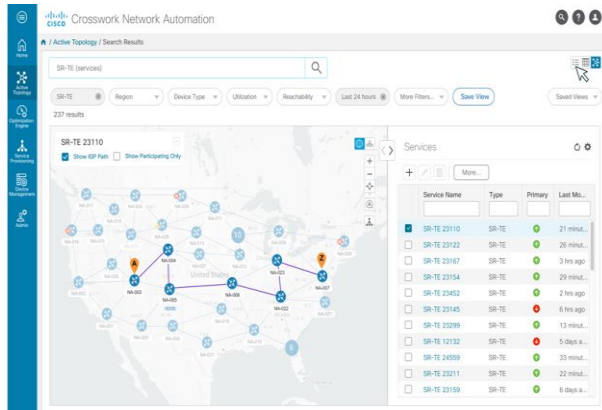 CISCO Crosswork Network Automation
/ Active Topology / Search Results
Home
Active Topology
Optimization Engine
Service Provisioning
Device Management
Admin
SR-TE (services)
SR-TE
Region
Device Type
Utilization
Reachability
Last 24 hours
More Filters...
Save View
Saved Views
237 results
SR-TE 23110
Show IGP Path
Show Participating Only
A
Z
NA-004
NA-003
NA-005
NA-006
NA-023
NA-022
NA-007
10
6
United States
Services
More...
Service Name Type Primary Last Mo...
SR-TE 23110 SR-TE 21 minut...
SR-TE 23122 SR-TE 26 minut...
SR-TE 23167 SR-TE 3 hrs ago
SR-TE 23154 SR-TE 29 minut...
SR-TE 23452 SR-TE 2 hrs ago
SR-TE 23145 SR-TE 6 hrs ago
SR-TE 23299 SR-TE 13 minut...
SR-TE 12132 SR-TE 5 days a...
SR-TE 24559 SR-TE 33 minut...
SR-TE 23211 SR-TE 22 minut...
SR-TE 23159 SR-TE 6 days a...